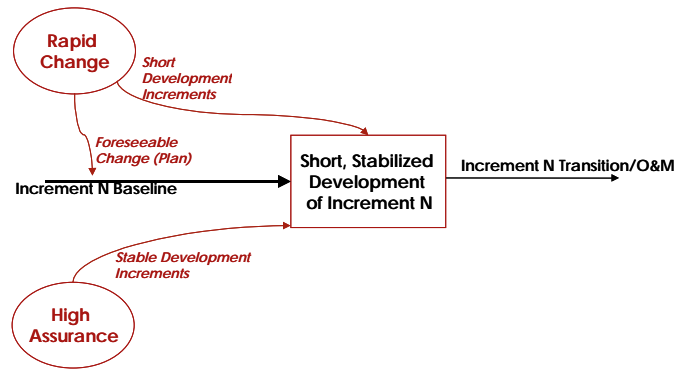 Rapid
Change
Short
Development
Increments
Foreseeable
Change (Plan)
Increment N Baseline
Short, Stabilized
Development
of Increment N
Increment N Transition/O&M
Stable Development
Increments
High
Assurance